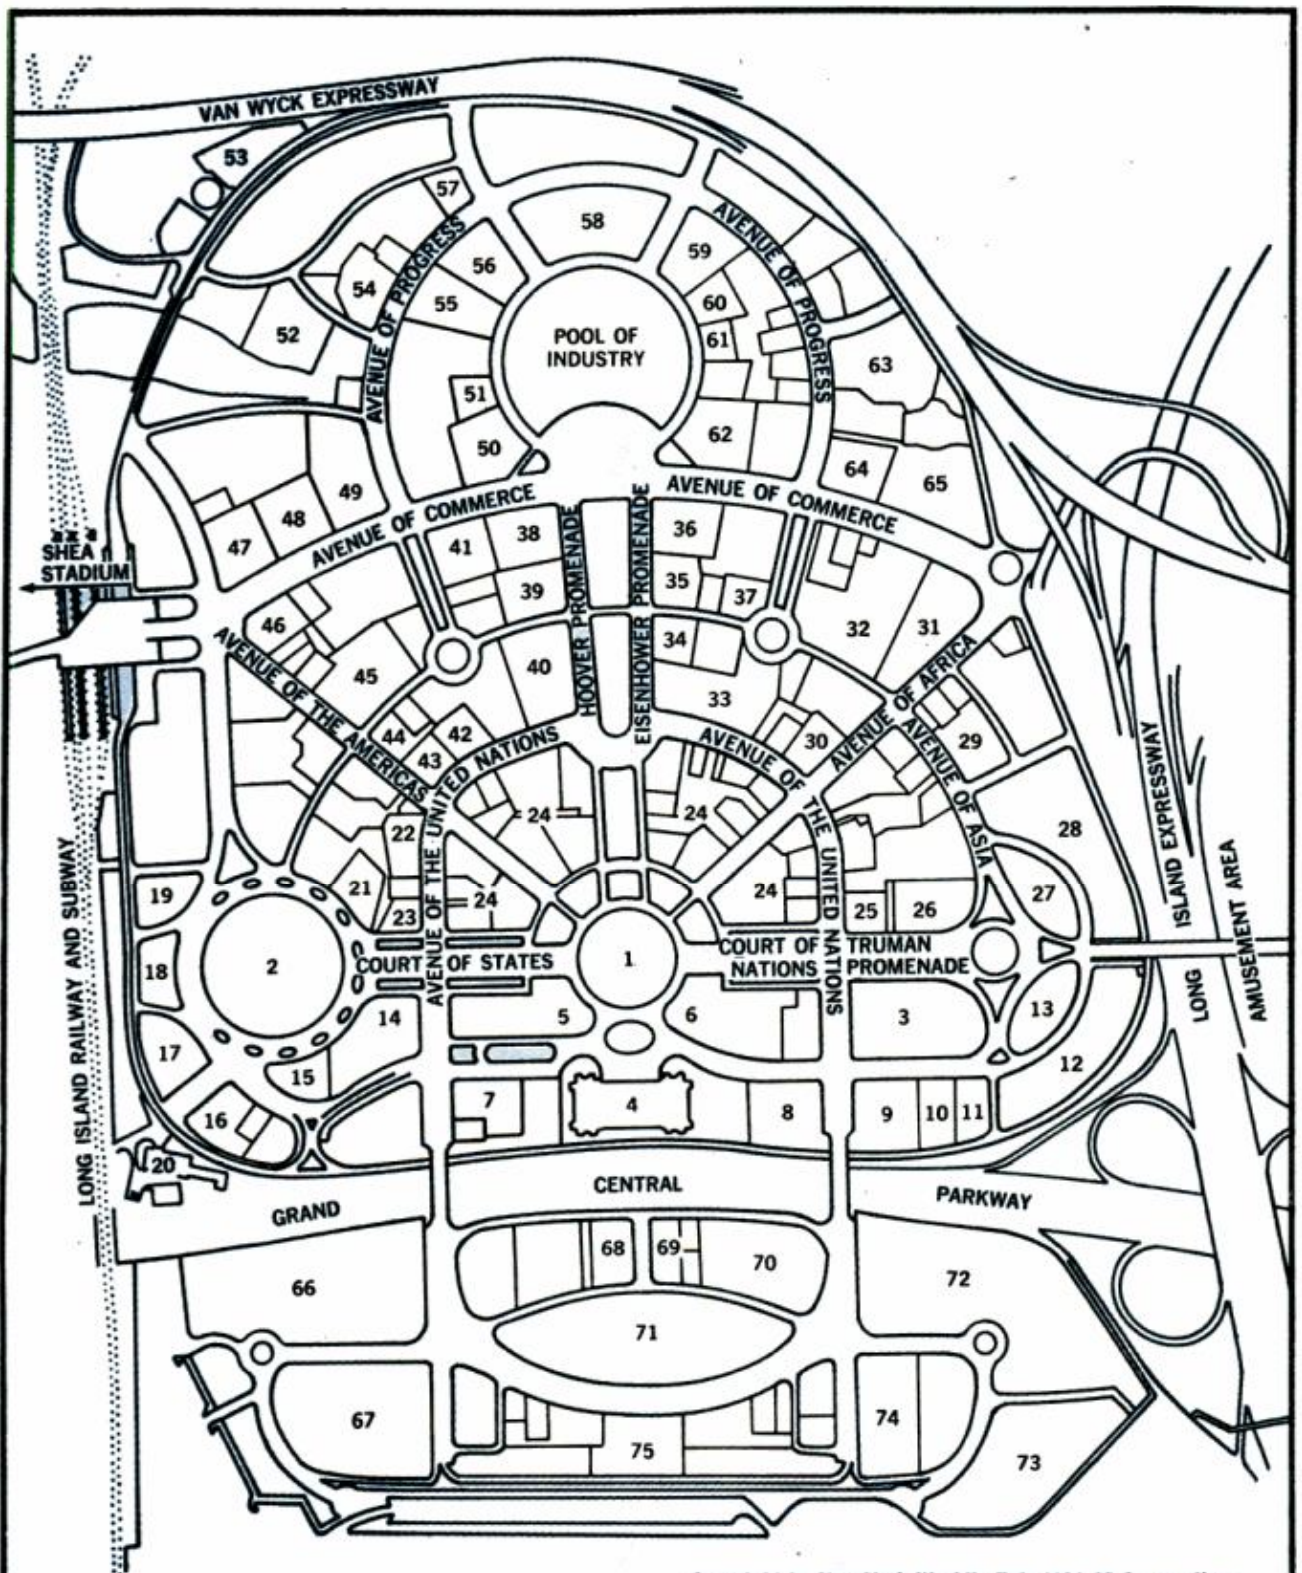 VAN WYCK EXPRESSWAY
53
57
58
AVENUE OF PROGRESS
AVENUE OF PROGRESS
59
56
54
55
60
POOL OF
INDUSTRY
61
52
63
51
62
50
64
65
49
AVENUE OF COMMERCE
AVENUE OF COMMERCE
48
47
38
36
41
SHEA
STADIUM
HOOVER PROMENADE
EISENHOWER PROMENADE
39
35
37
46
34
32
31
45
40
33
AVENUE OF THE AMERICAS
AVENUE OF AFRICA
44
42
43
30
29
AVENUE OF THE UNITED NATIONS
AVENUE OF THE UNITED NATIONS
AVENUE OF ASIA
24
24
22
28
LONG ISLAND EXPRESSWAY
AMUSEMENT AREA
LONG ISLAND RAILWAY AND SUBWAY
21
19
24
24
27
23
25
26
COURT OF STATES
COURT OF
NATIONS
TRUMAN
PROMENADE
18
2
1
14
5
6
3
13
17
15
12
7
4
8
9
10
11
16
20
GRAND
CENTRAL
PARKWAY
68
69
70
66
72
71
67
74
75
73